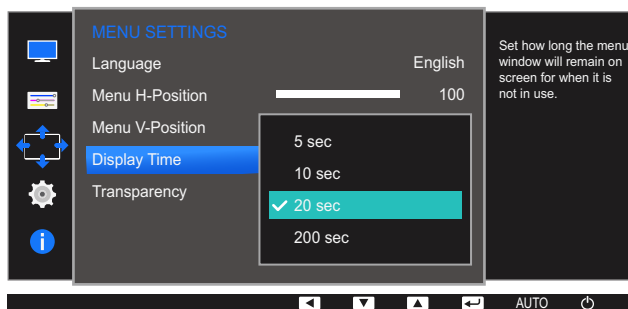 MENU SETTINGS
Language English
Menu H-Position 100
Menu V-Position
Display Time
Transparency
5 sec
10 sec
20 sec
200 sec
Set how long the menu
window will remain on
screen for when it is
not in use.
i
AUTO